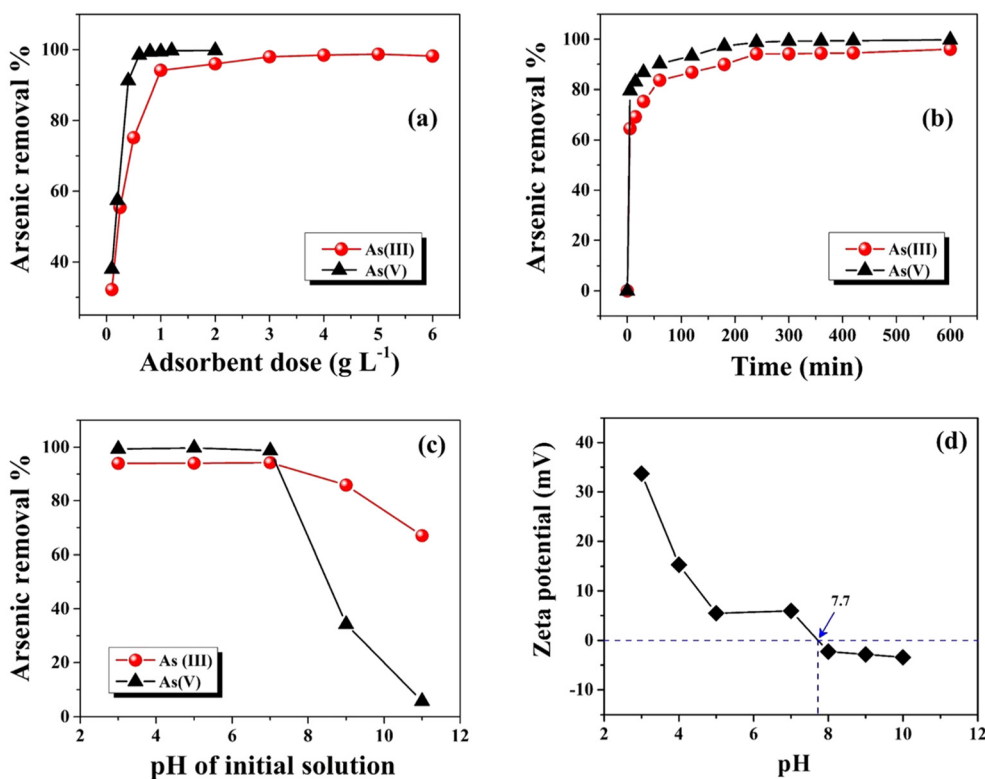 100
80
60
40
Arsenic removal %
(a)
As(III)
As(V)
0 1 2 3 4 5 6
Adsorbent dose (g L⁻¹)
100
80
60
40
20
0
Arsenic removal %
(b)
As(III)
As(V)
0 100 200 300 400 500 600
Time (min)
100
80
60
40
20
0
Arsenic removal %
(c)
As (III)
As(V)
2 4 6 8 10 12
pH of initial solution
40
30
20
10
0
-10
Zeta potential (mV)
(d)
7.7
2 4 6 8 10 12
pH